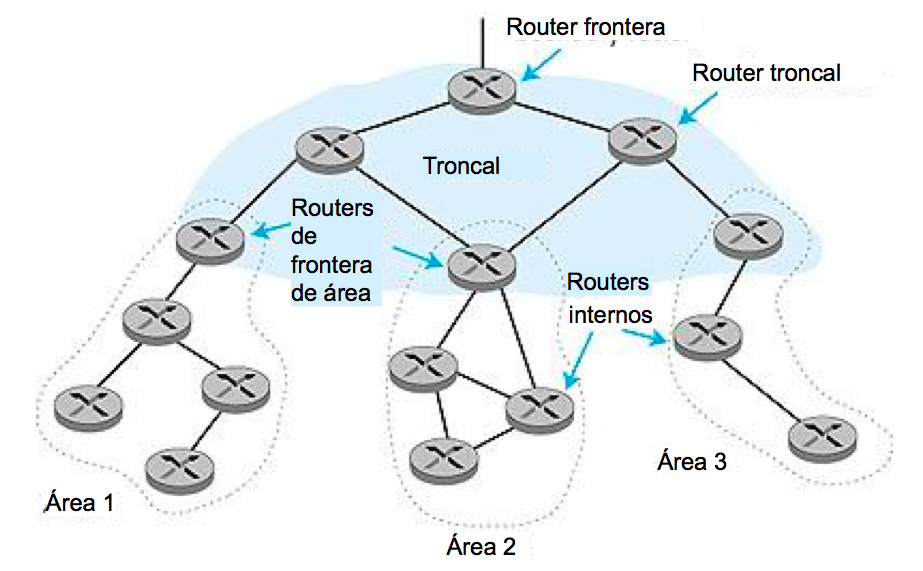 Router frontera
Router troncal
Troncal
Routers
de
frontera
de área
Routers
internos
Área 3
Área 1
Área 2